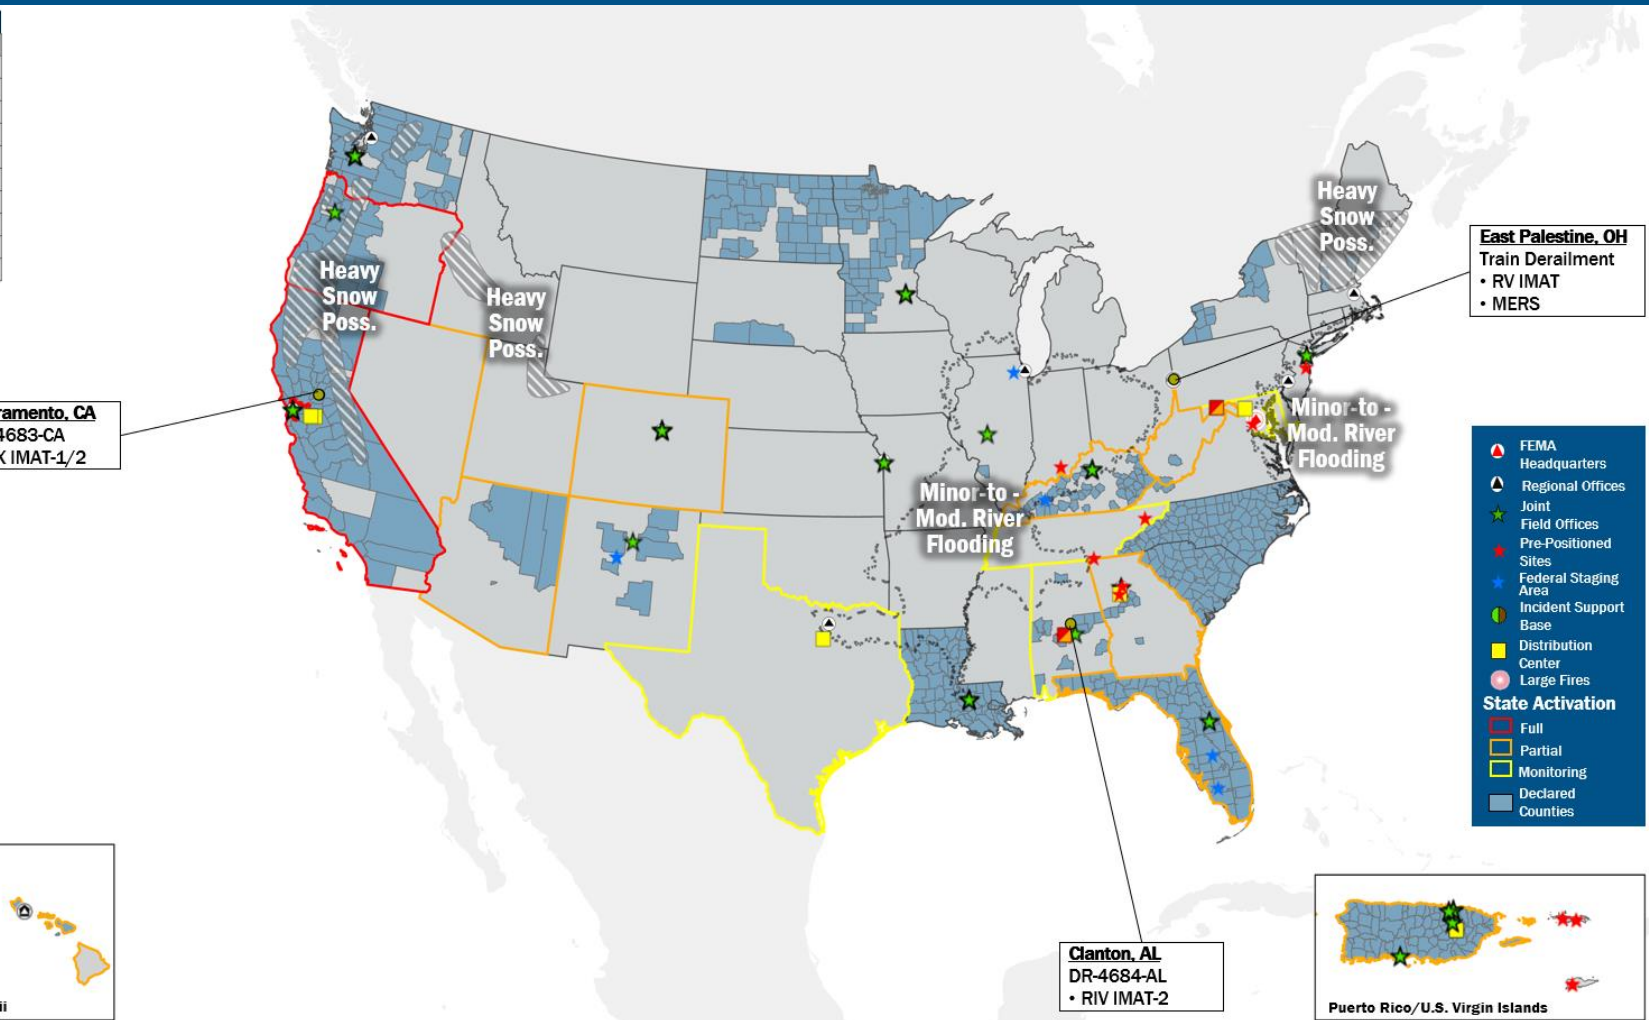 Heavy
Snow
Poss.
Heavy
Snow
Poss.
Heavy
Snow
Poss.
East Palestine, OH
Train Derailment
• RV IMAT
• MERS
ramento, CA
4683-CA
X IMAT-1/2
Minor-to -
Mod. River
Flooding
Minor-to -
Mod. River
Flooding
FEMA
Headquarters
Regional Offices
Joint
Field Offices
Pre-Positioned
Sites
Federal Staging
Area
Incident Support
Base
Distribution
Center
Large Fires
State Activation
Full
Partial
Monitoring
Declared
Counties
Clanton, AL
DR-4684-AL
• RIV IMAT-2
ii
Puerto Rico/U.S. Virgin Islands